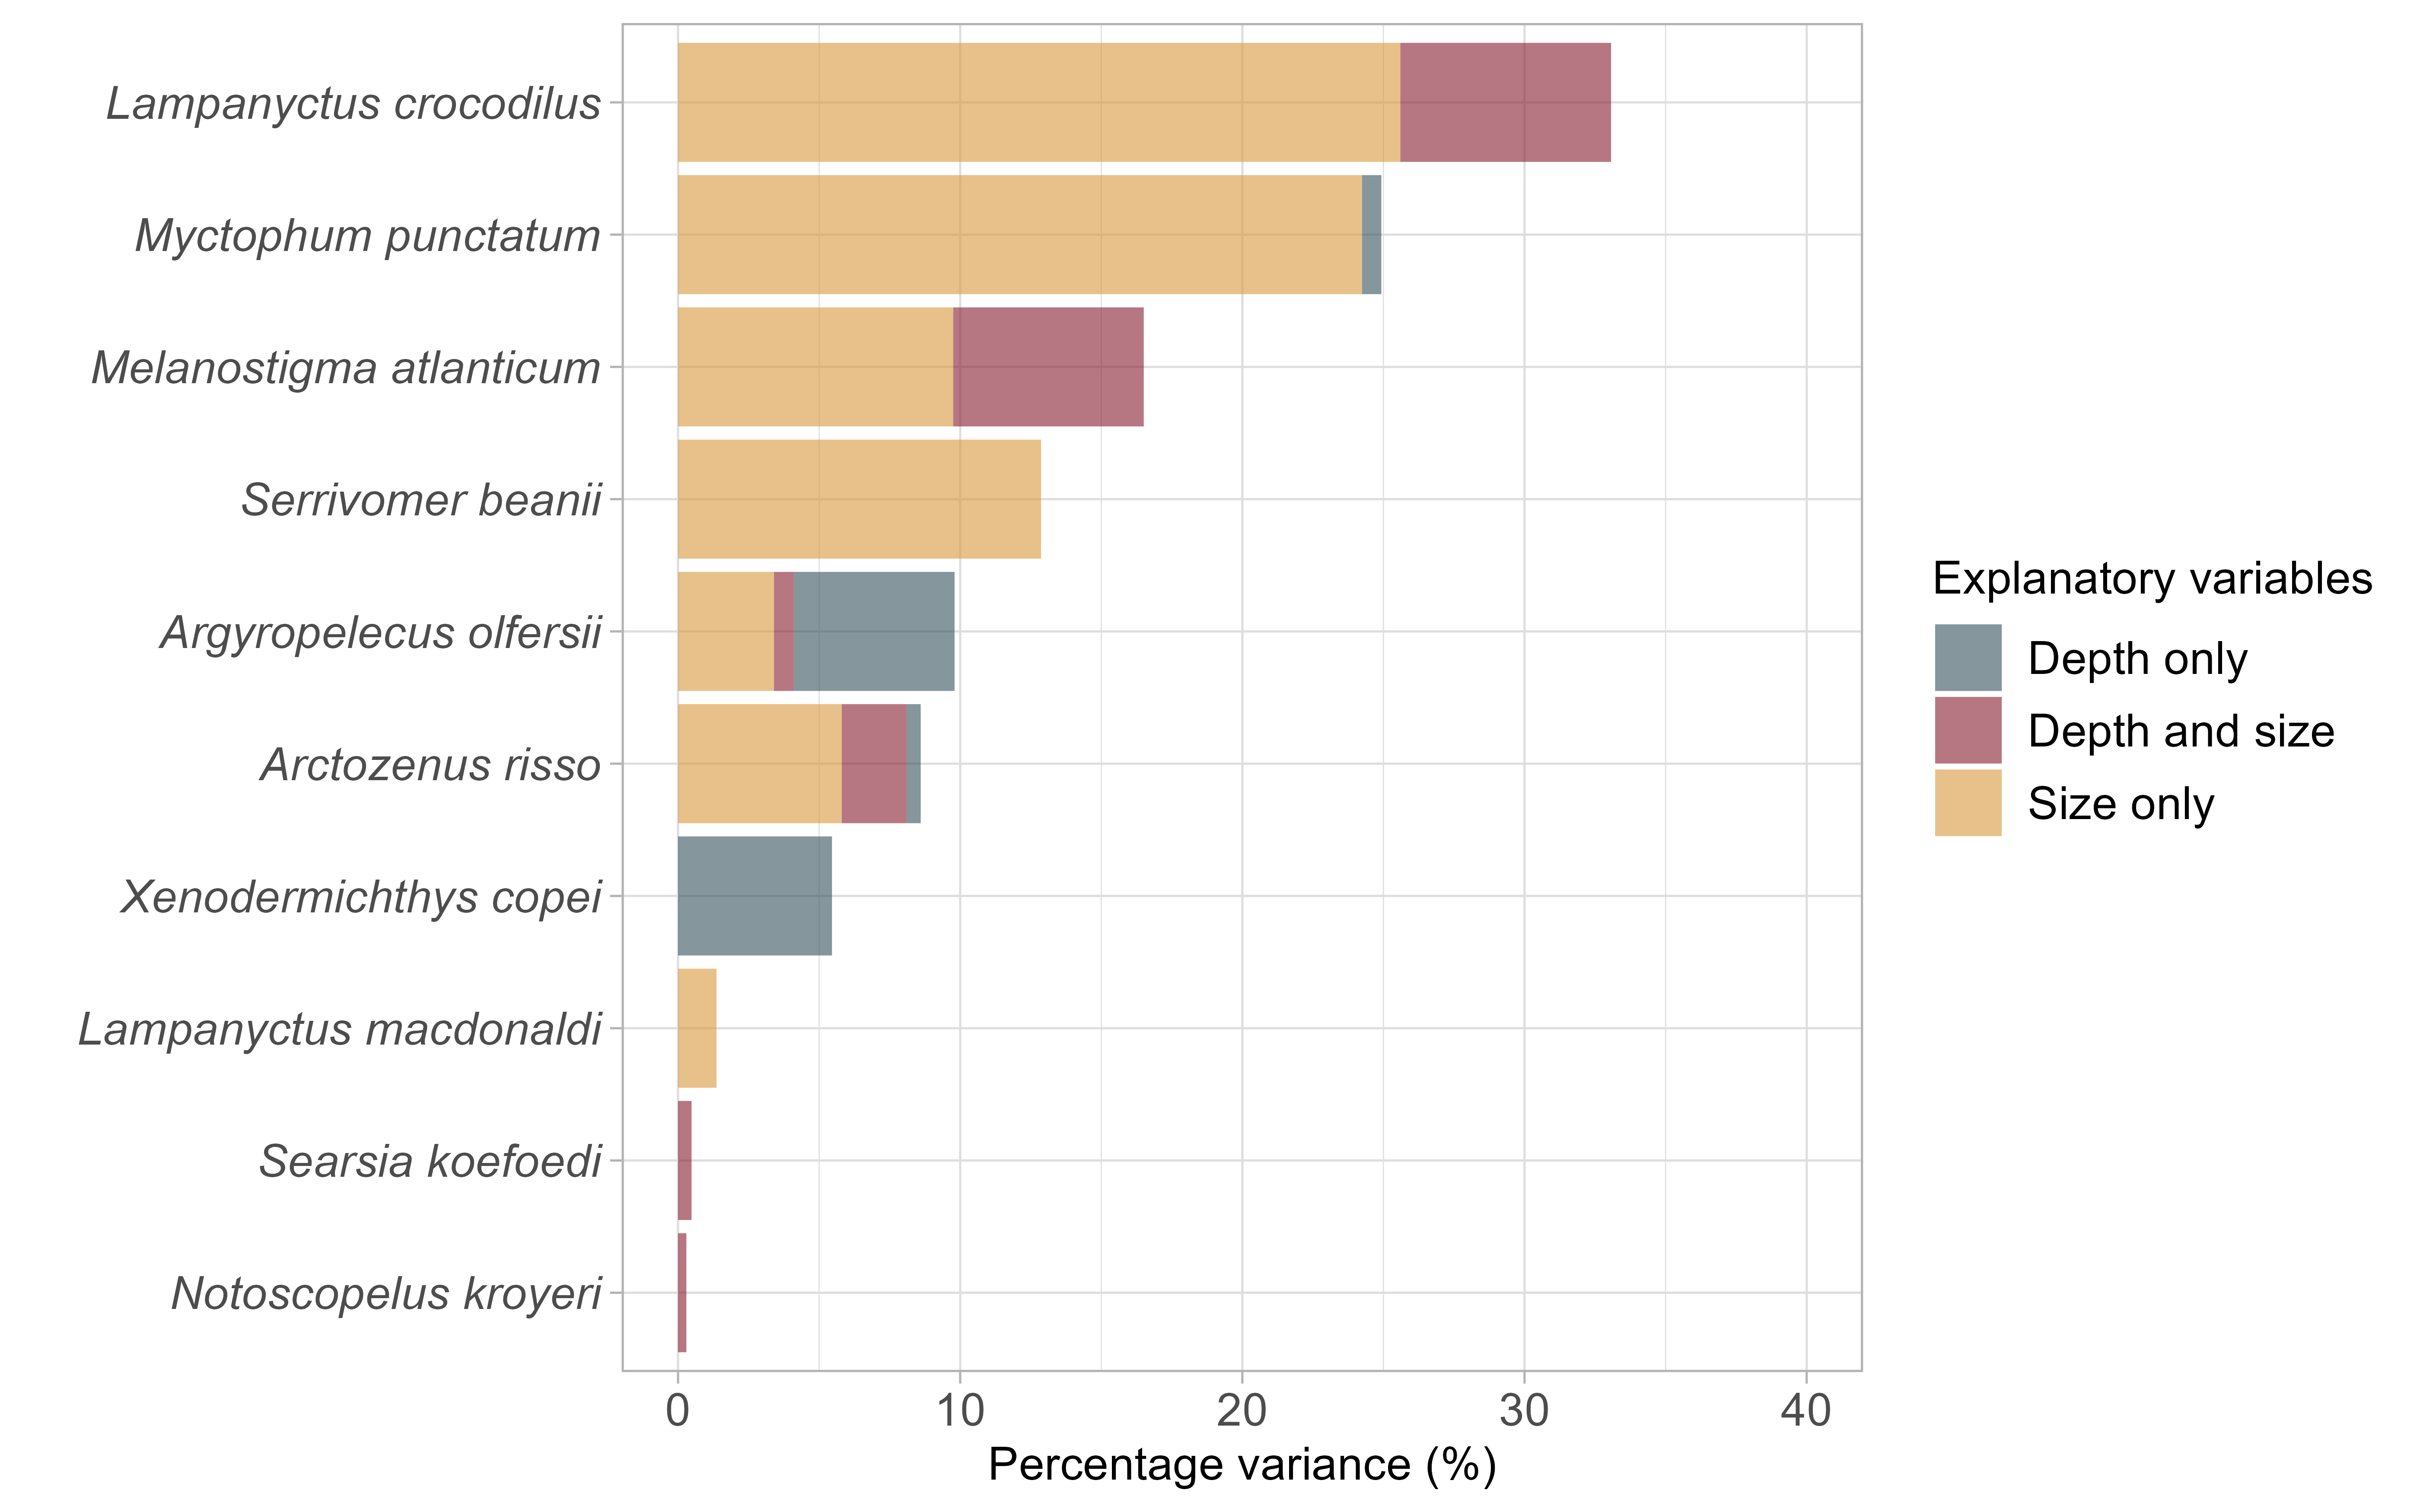 Lampanyctus crocodilus
Myctophum punctatum
Melanostigma atlanticum
Serrivomer beanii
Argyropelecus olfersii
Arctozenus risso
Xenodermichthys copei
Lampanyctus macdonaldi
Searsia koefoedi
Notoscopelus kroyeri
0 10 20 30 40
Percentage variance (%)
Explanatory variables
Depth only
Depth and size
Size only